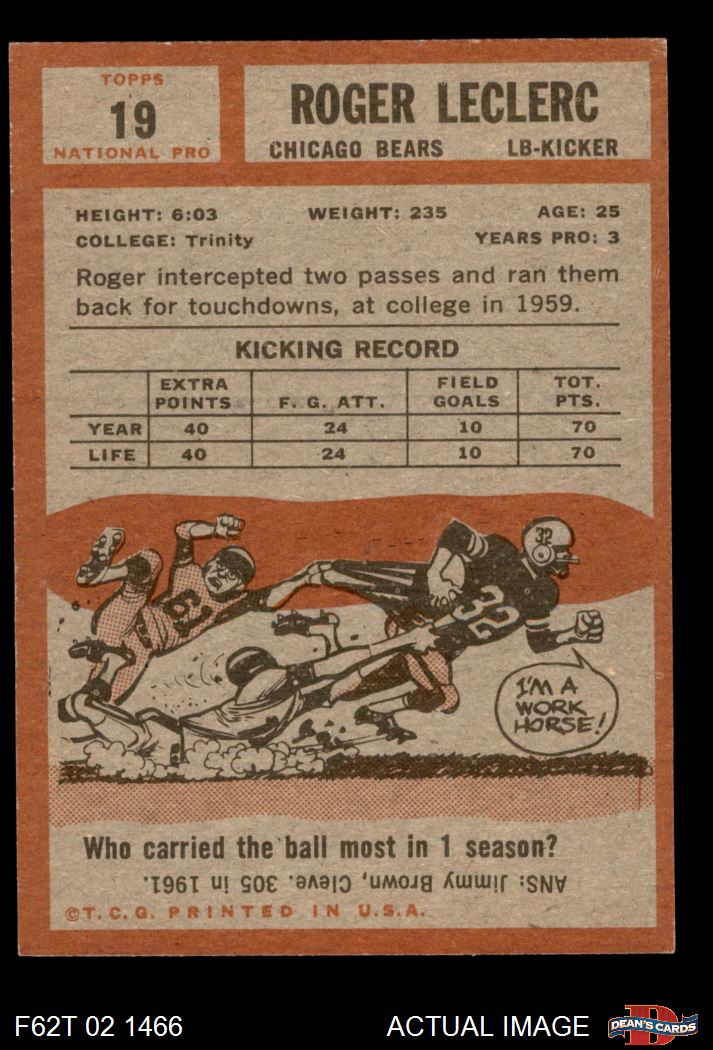 TOPPS
19
NATIONAL PRO
ROGER LECLERC
CHICAGO BEARS LB-KICKER
HEIGHT: 6:03 WEIGHT: 235 AGE: 25
COLLEGE: Trinity YEARS PRO: 3
Roger intercepted two passes and ran them
back for touchdowns, at college in 1959.
KICKING RECORD
EXTRA POINTS F. G. ATT. FIELD GOALS TOT. PTS.
YEAR 40 24 10 70
LIFE 40 24 10 70
32
61
32
I'M A
WORK
HORSE!
Who carried the ball most in 1 season?
ANS: Jimmy Brown, Cleve. 305 in 1961.
©T.C.G. PRINTED IN U.S.A.
F62T 02 1466
ACTUAL IMAGE
D
DEAN'S CARDS